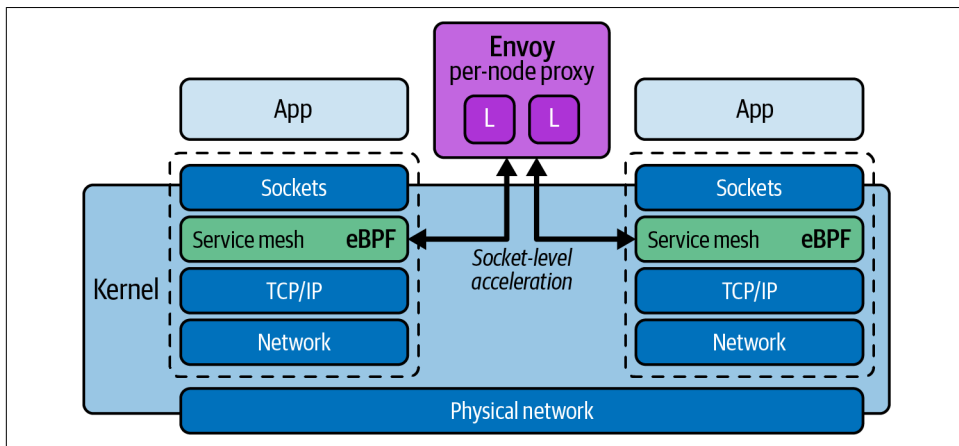 Envoy
per-node proxy
L L
App
App
Sockets
Sockets
Service mesh eBPF
Service mesh eBPF
Socket-level
acceleration
Kernel
TCP/IP
TCP/IP
Network
Network
Physical network